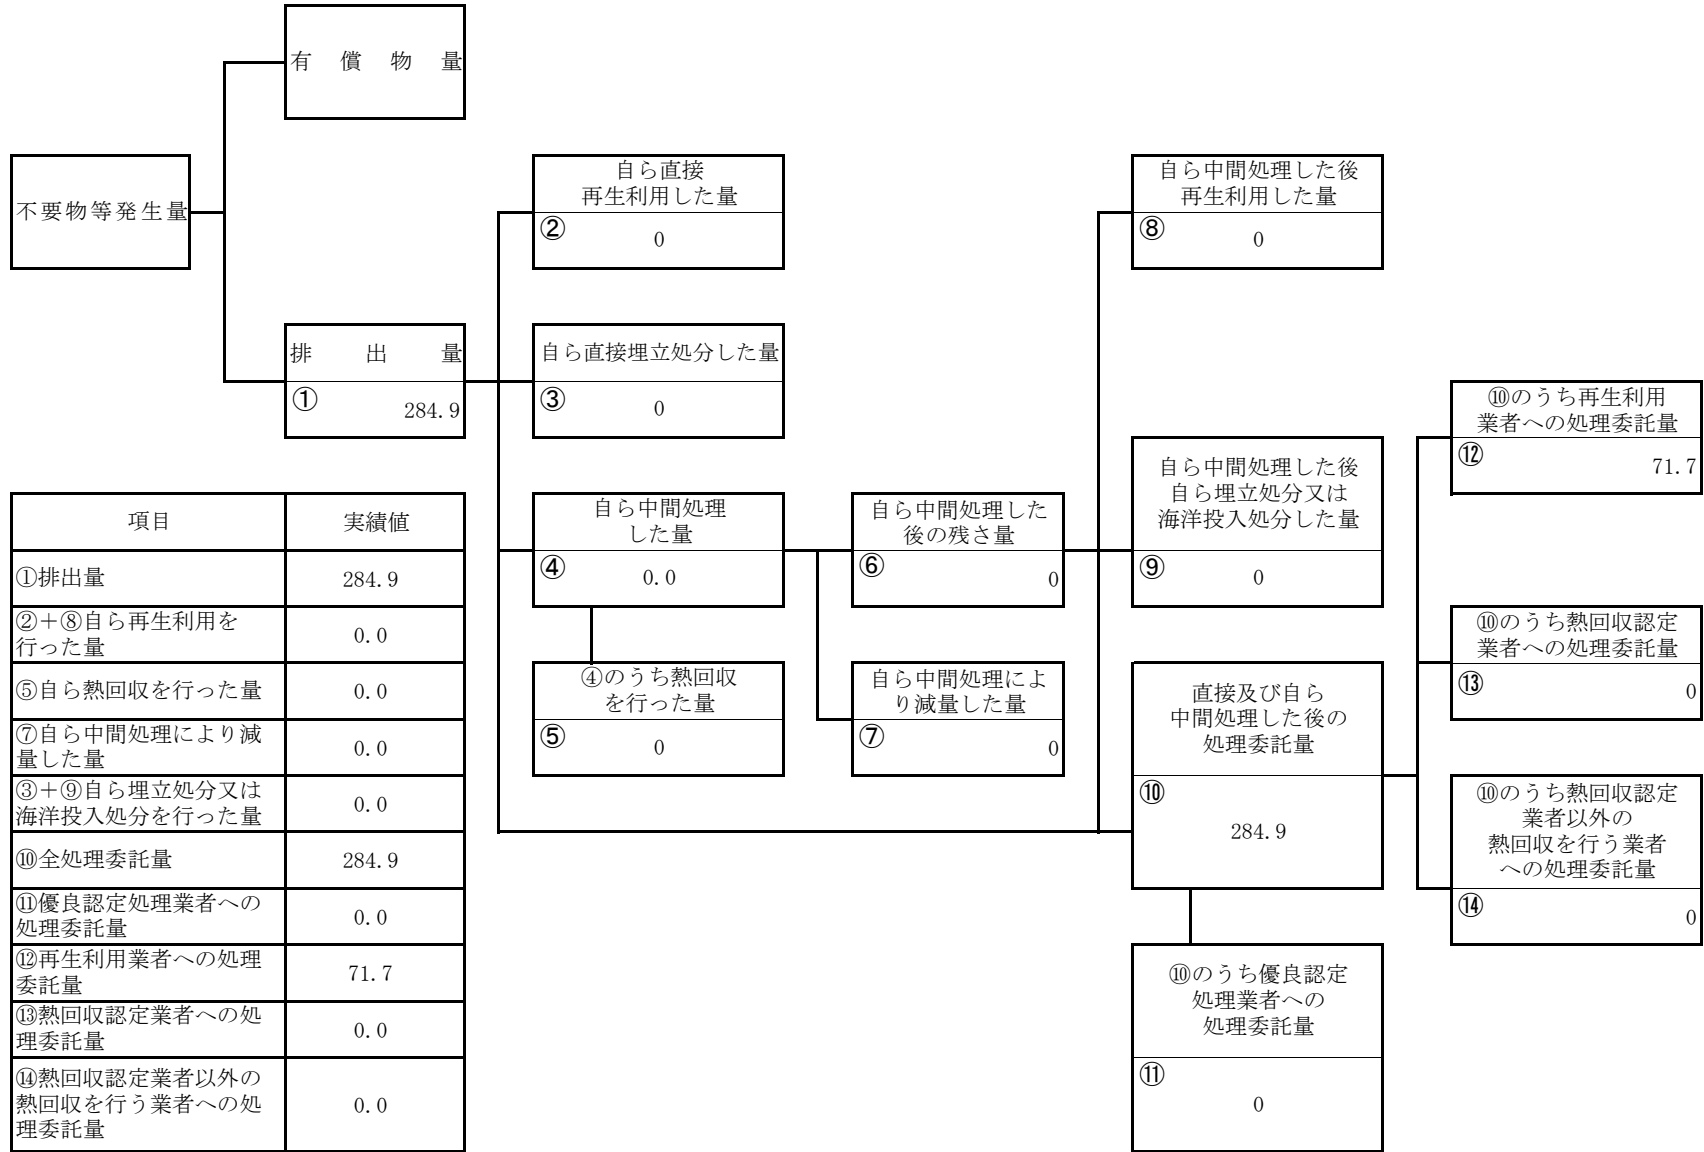 有償物量
不要物等発生量
排出量
①
284.9
自ら直接
再生利用した量
②
0
自ら直接埋立処分した量
③
0
自ら中間処理
した量
④
0.0
④のうち熱回収
を行った量
⑤
0
自ら中間処理した
後の残さ量
⑥
0
自ら中間処理によ
り減量した量
⑦
0
自ら中間処理した後
再生利用した量
⑧
0
自ら中間処理した後
自ら埋立処分又は
海洋投入処分した量
⑨
0
直接及び自ら
中間処理した後の
処理委託量
⑩
284.9
⑩のうち優良認定
処理業者への
処理委託量
⑪
0
⑩のうち再生利用
業者への処理委託量
⑫
71.7
⑩のうち熱回収認定
業者への処理委託量
⑬
0
⑩のうち熱回収認定
業者以外の
熱回収を行う業者
への処理委託量
⑭
0
項目 実績値
①排出量 284.9
②＋⑧自ら再生利用を
行った量
0.0
⑤自ら熱回収を行った量 0.0
⑦自ら中間処理により減
量した量
0.0
③＋⑨自ら埋立処分又は
海洋投入処分を行った量
0.0
⑩全処理委託量 284.9
⑪優良認定処理業者への
処理委託量
0.0
⑫再生利用業者への処理
委託量
71.7
⑬熱回収認定業者への処
理委託量
0.0
⑭熱回収認定業者以外の
熱回収を行う業者への処
理委託量
0.0